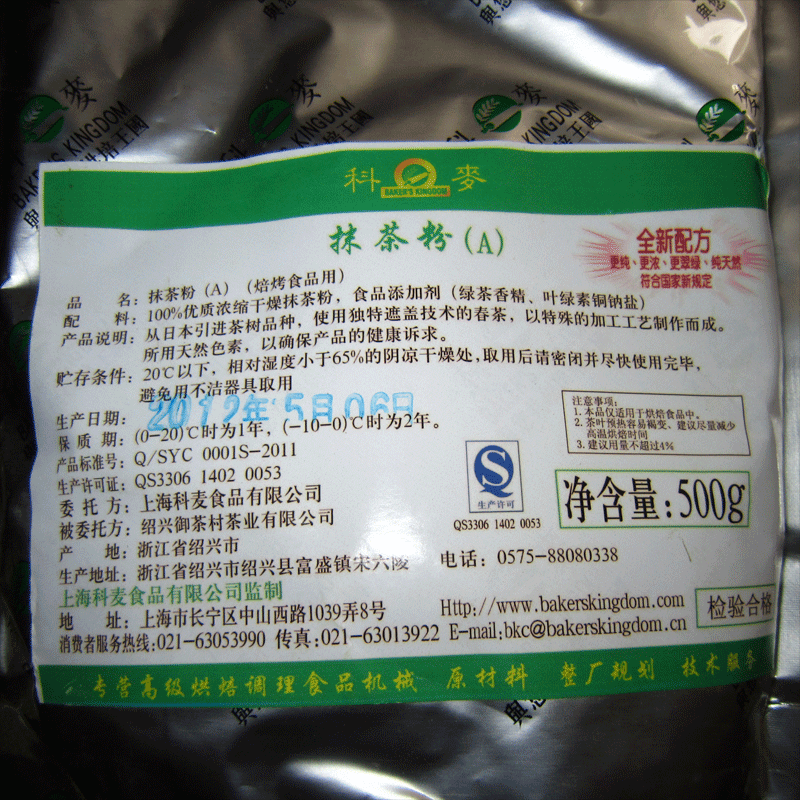 科 麥
BAKER'S KINGDOM
抹茶粉(A)
全新配方
更纯、更浓、更翠绿、纯天然
符合国家新规定
品 名：抹茶粉（A）（焙烤食品用）
配 料：100%优质浓缩干燥抹茶粉，食品添加剂（绿茶香精、叶绿素铜钠盐）
产品说明：从日本引进茶树品种，使用独特遮盖技术的春茶，以特殊的加工工艺制作而成。
所用天然色素，以确保产品的健康诉求。
贮存条件：20℃以下，相对湿度小于65%的阴凉干燥处，取用后请密闭并尽快使用完毕，
避免用不洁器具取用
生产日期：2012年5月06日
保 质 期：(0-20)℃时为1年，(-10-0)℃时为2年。
产品标准号：Q/SYC 0001S-2011
生产许可证：QS3306 1402 0053
委 托 方：上海科麦食品有限公司
被委托方：绍兴御茶村茶业有限公司
产 地：浙江省绍兴市
生产地址：浙江省绍兴市绍兴县富盛镇宋六陵
电话：0575-88080338
注意事项：
1.本品仅适用于烘焙食品中。
2.茶叶预热容易褐变、建议尽量减少
高温烘焙时间
3.建议用量不超过4%
QS
生产许可
QS3306 1402 0053
净含量：500g
上海科麦食品有限公司监制
地 址：上海市长宁区中山西路1039弄8号
消费者服务热线：021-63053990 传真：021-63013922
Http://www.bakerskingdom.com
E-mail:bkc@bakerskingdom.cn
检验合格
专营高级烘焙调理食品机械 原材料 整厂规划 技术服务